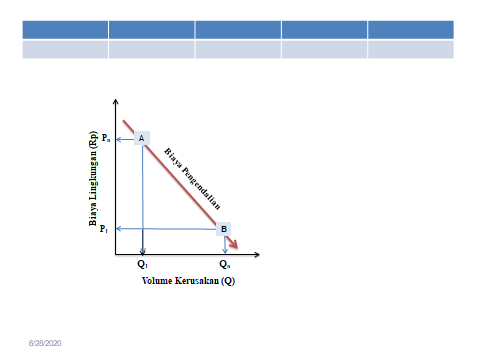 Biaya Lingkungan (Rp)
Pn
A
Biaya Pengendalian
P1
B
Q1
Qn
Volume Kerusakan (Q)
6/28/2020